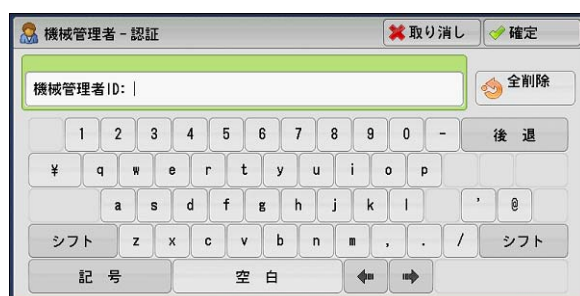 機械管理者 - 認証 取り消し 確定
機械管理者ID: 全削除
1 2 3 4 5 6 7 8 9 0 - 後 退
¥ q w e r t y u i o p
a s d f g h j k l ' @
シフト z x c v b n m , . / シフト
記 号 空 白